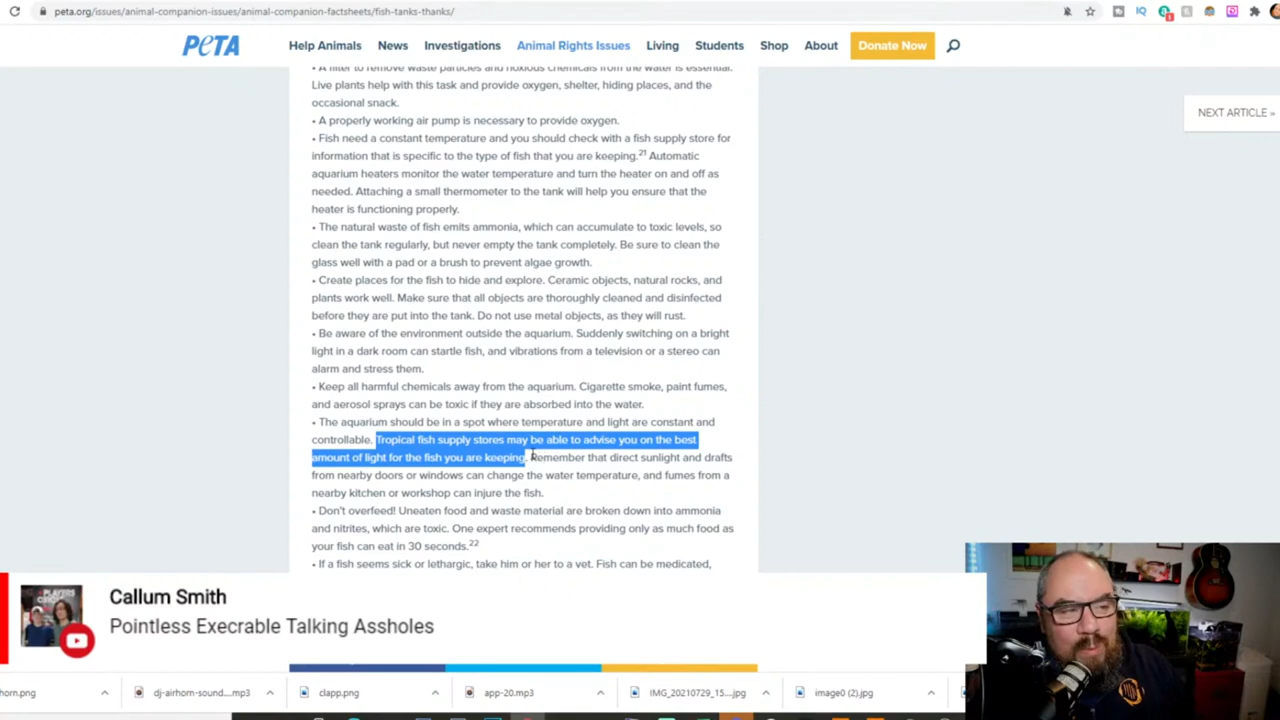 peta.org/issues/animal-companion-issues/animal-companion-factsheets/fish-tanks-thanks/
PETA
Help Animals
News
Investigations
Animal Rights Issues
Living
Students
Shop
About
Donate Now
NEXT ARTICLE »
• A filter to remove waste particles and noxious chemicals from the water is essential.
Live plants help with this task and provide oxygen, shelter, hiding places, and the
occasional snack.
• A properly working air pump is necessary to provide oxygen.
• Fish need a constant temperature and you should check with a fish supply store for
information that is specific to the type of fish that you are keeping.21 Automatic
aquarium heaters monitor the water temperature and turn the heater on and off as
needed. Attaching a small thermometer to the tank will help you ensure that the
heater is functioning properly.
• The natural waste of fish emits ammonia, which can accumulate to toxic levels, so
clean the tank regularly, but never empty the tank completely. Be sure to clean the
glass well with a pad or a brush to prevent algae growth.
• Create places for the fish to hide and explore. Ceramic objects, natural rocks, and
plants work well. Make sure that all objects are thoroughly cleaned and disinfected
before they are put into the tank. Do not use metal objects, as they will rust.
• Be aware of the environment outside the aquarium. Suddenly switching on a bright
light in a dark room can startle fish, and vibrations from a television or a stereo can
alarm and stress them.
• Keep all harmful chemicals away from the aquarium. Cigarette smoke, paint fumes,
and aerosol sprays can be toxic if they are absorbed into the water.
• The aquarium should be in a spot where temperature and light are constant and
controllable. Tropical fish supply stores may be able to advise you on the best
amount of light for the fish you are keeping. Remember that direct sunlight and drafts
from nearby doors or windows can change the water temperature, and fumes from a
nearby kitchen or workshop can injure the fish.
• Don't overfeed! Uneaten food and waste material are broken down into ammonia
and nitrites, which are toxic. One expert recommends providing only as much food as
your fish can eat in 30 seconds.22
• If a fish seems sick or lethargic, take him or her to a vet. Fish can be medicated,
Callum Smith
Pointless Execrable Talking Assholes
horn.png
dj-airhorn-sound....mp3
clapp.png
app-20.mp3
IMG_20210729_15....jpg
image0 (2).jpg